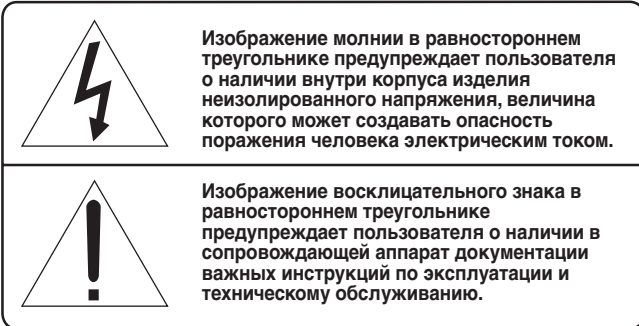 Изображение молнии в равностороннем
треугольнике предупреждает пользователя
о наличии внутри корпуса изделия
неизолированного напряжения, величина
которого может создавать опасность
поражения человека электрическим током.
Изображение восклицательного знака в
равностороннем треугольнике
предупреждает пользователя о наличии в
сопровождающей аппарат документации
важных инструкций по эксплуатации и
техническому обслуживанию.